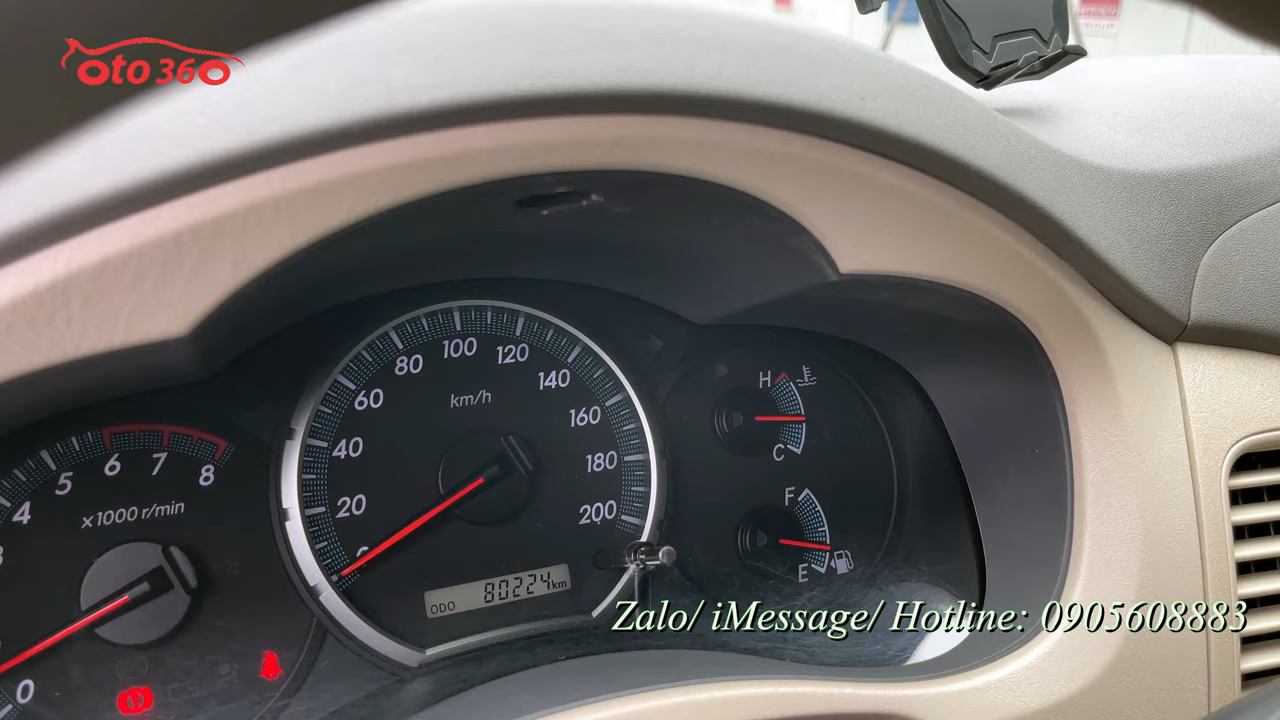 oto360
80 100 120
60 140
km/h
40 160
20 180
0 200
ODO 80224 km
4 5 6 7 8
x1000 r/min
0
H
C
F
E
Zalo/ iMessage/ Hotline: 0905608883